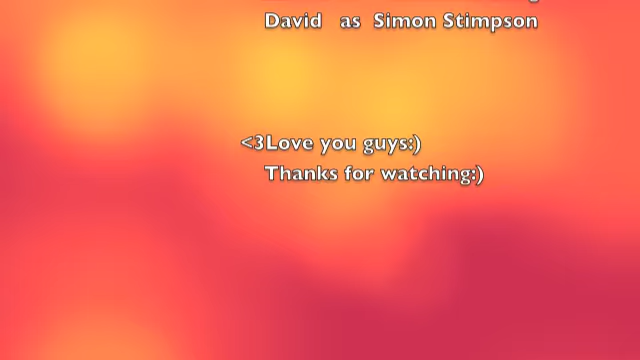 David as Simon Stimpson
<3Love you guys:)
Thanks for watching:)